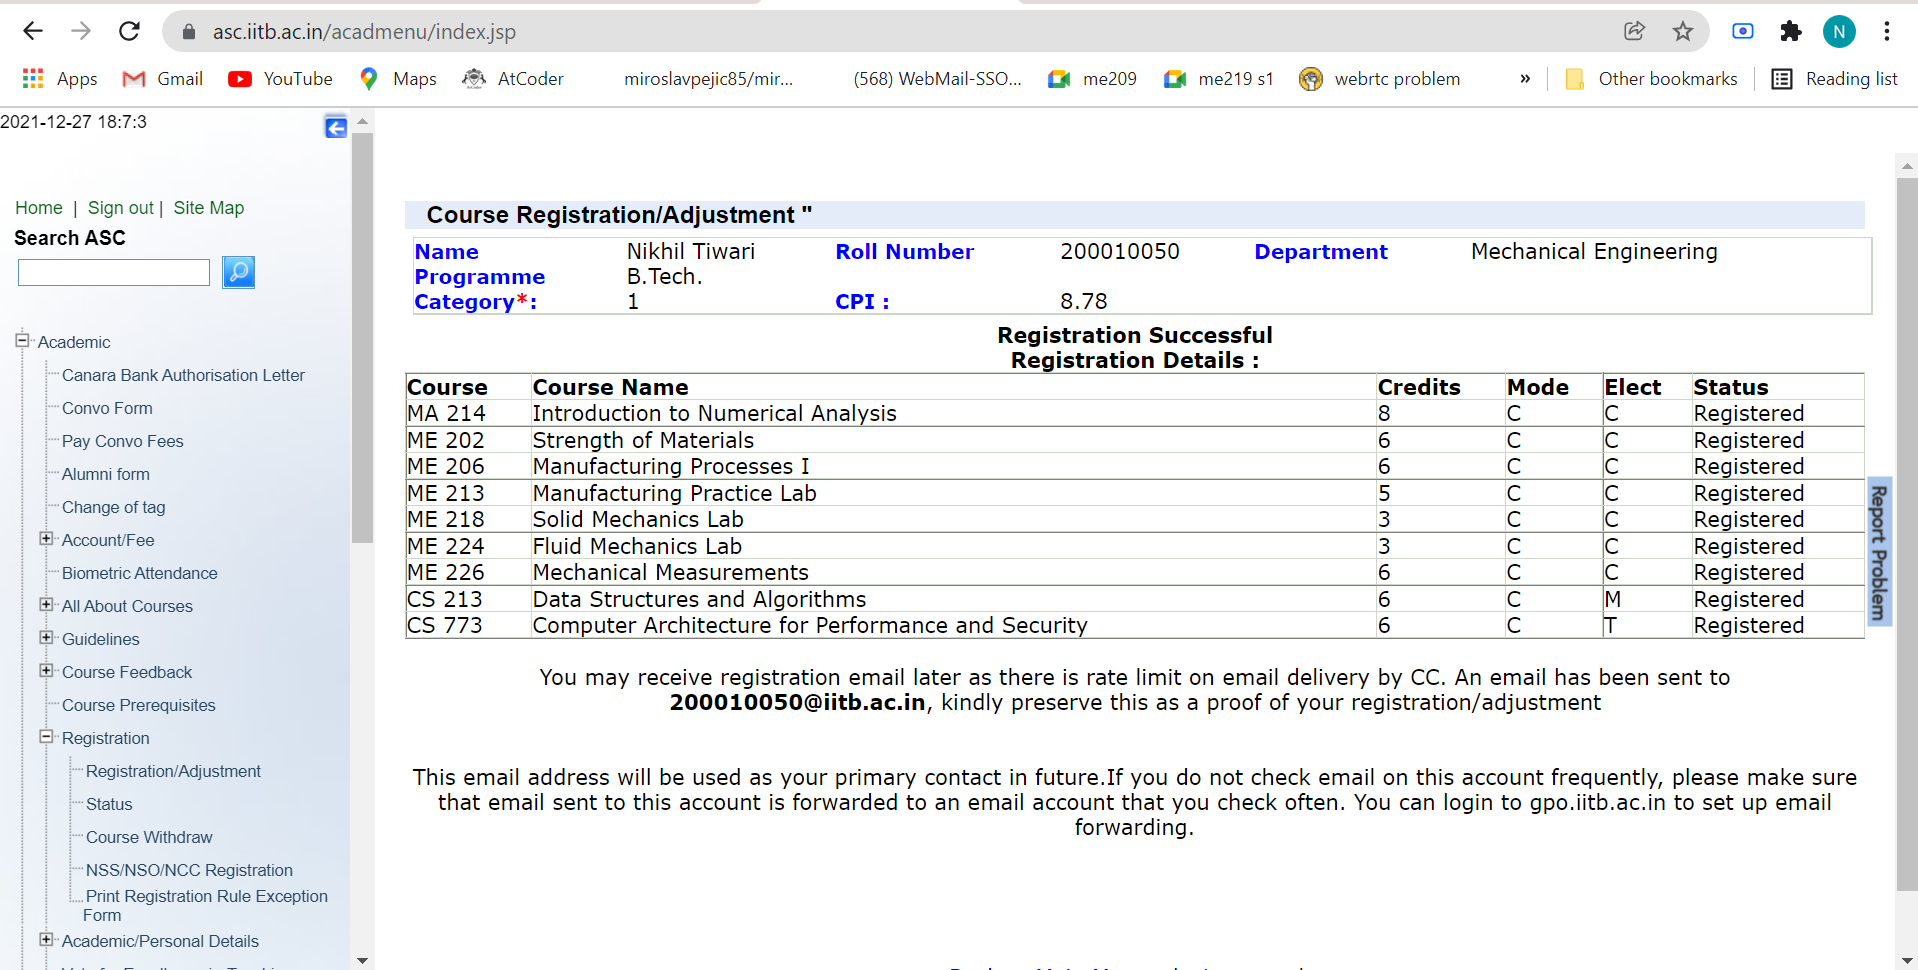 asc.iitb.ac.in/acadmenu/index.jsp
N
Apps Gmail YouTube Maps AtCoder miroslavpejic85/mir... (568) WebMail-SSO... me209 me219 s1 webrtc problem » Other bookmarks Reading list
2021-12-27 18:7:3
Home | Sign out | Site Map
Search ASC
Academic
Canara Bank Authorisation Letter
Convo Form
Pay Convo Fees
Alumni form
Change of tag
Account/Fee
Biometric Attendance
All About Courses
Guidelines
Course Feedback
Course Prerequisites
Registration
Registration/Adjustment
Status
Course Withdraw
NSS/NSO/NCC Registration
Print Registration Rule Exception
Form
Academic/Personal Details
Course Registration/Adjustment "
Name Nikhil Tiwari Roll Number 200010050 Department Mechanical Engineering
Programme B.Tech.
Category*: 1 CPI : 8.78
Registration Successful
Registration Details :
Course Course Name Credits Mode Elect Status
MA 214 Introduction to Numerical Analysis 8 C C Registered
ME 202 Strength of Materials 6 C C Registered
ME 206 Manufacturing Processes I 6 C C Registered
ME 213 Manufacturing Practice Lab 5 C C Registered
ME 218 Solid Mechanics Lab 3 C C Registered
ME 224 Fluid Mechanics Lab 3 C C Registered
ME 226 Mechanical Measurements 6 C C Registered
CS 213 Data Structures and Algorithms 6 C M Registered
CS 773 Computer Architecture for Performance and Security 6 C T Registered
You may receive registration email later as there is rate limit on email delivery by CC. An email has been sent to
200010050@iitb.ac.in, kindly preserve this as a proof of your registration/adjustment
This email address will be used as your primary contact in future.If you do not check email on this account frequently, please make sure
that email sent to this account is forwarded to an email account that you check often. You can login to gpo.iitb.ac.in to set up email
forwarding.
Report Problem